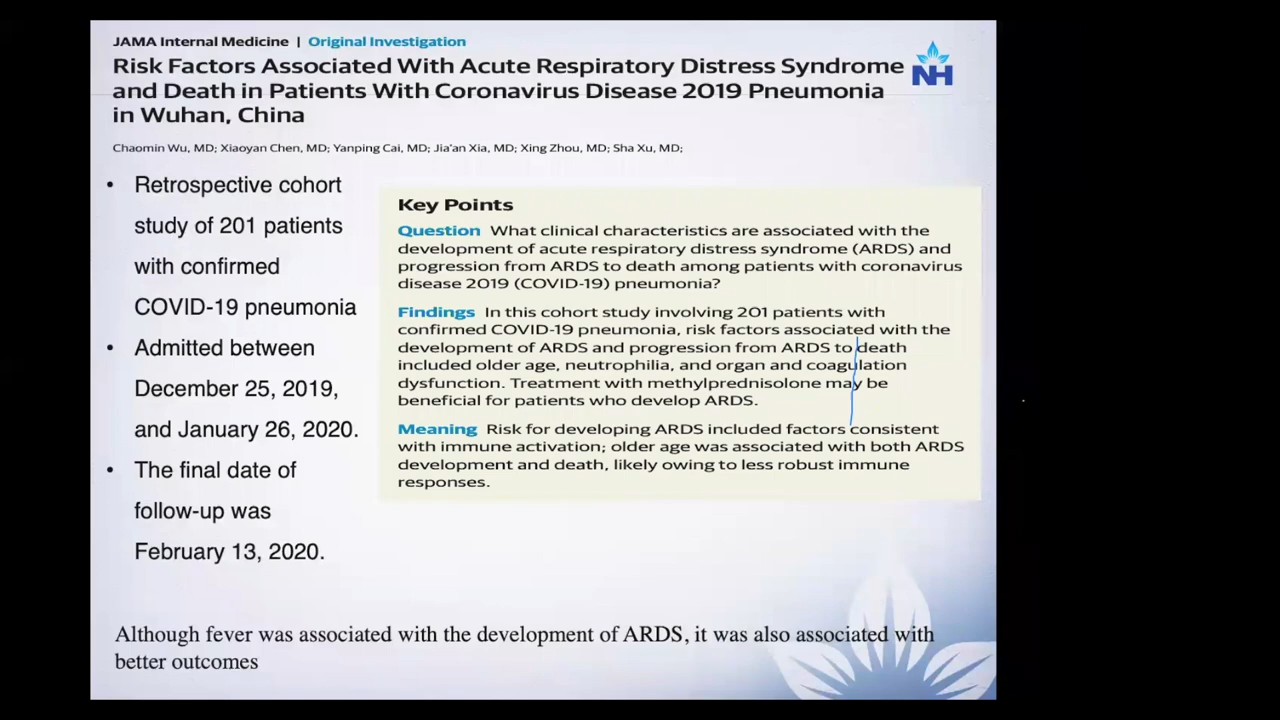 JAMA Internal Medicine | Original Investigation
Risk Factors Associated With Acute Respiratory Distress Syndrome
and Death in Patients With Coronavirus Disease 2019 Pneumonia
in Wuhan, China
NH
Chaomin Wu, MD; Xiaoyan Chen, MD; Yanping Cai, MD; Jia'an Xia, MD; Xing Zhou, MD; Sha Xu, MD;
• Retrospective cohort
study of 201 patients
with confirmed
COVID-19 pneumonia
• Admitted between
December 25, 2019,
and January 26, 2020.
• The final date of
follow-up was
February 13, 2020.
Key Points
Question What clinical characteristics are associated with the
development of acute respiratory distress syndrome (ARDS) and
progression from ARDS to death among patients with coronavirus
disease 2019 (COVID-19) pneumonia?
Findings In this cohort study involving 201 patients with
confirmed COVID-19 pneumonia, risk factors associated with the
development of ARDS and progression from ARDS to death
included older age, neutrophilia, and organ and coagulation
dysfunction. Treatment with methylprednisolone may be
beneficial for patients who develop ARDS.
Meaning Risk for developing ARDS included factors consistent
with immune activation; older age was associated with both ARDS
development and death, likely owing to less robust immune
responses.
Although fever was associated with the development of ARDS, it was also associated with
better outcomes